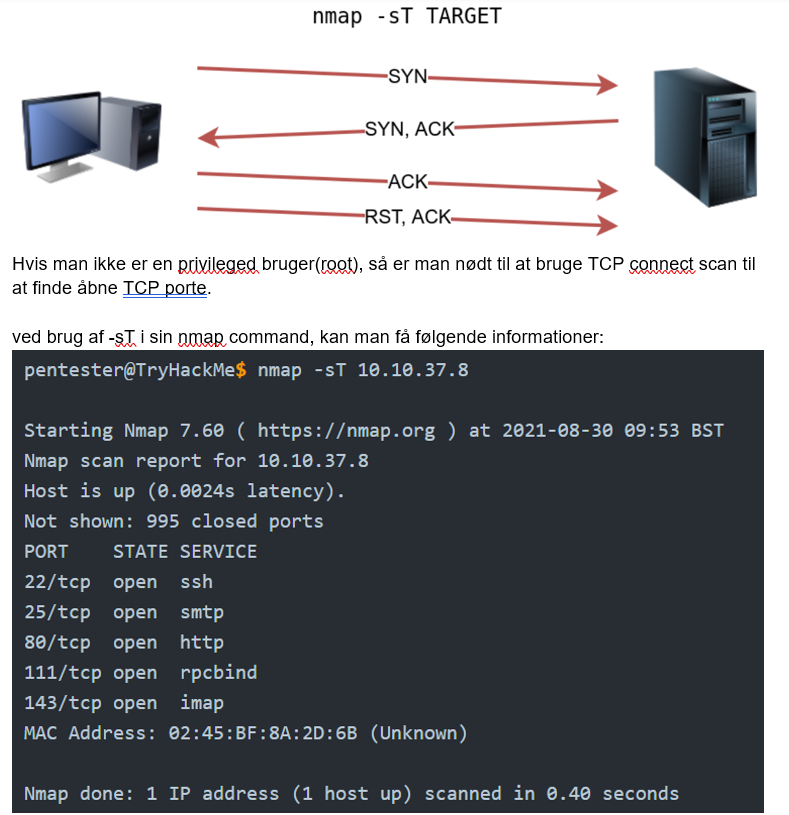 nmap -sT TARGET
SYN
SYN, ACK
ACK
RST, ACK
Hvis man ikke er en privileged bruger(root), så er man nødt til at bruge TCP connect scan til
at finde åbne TCP porte.
ved brug af -sT i sin nmap command, kan man få følgende informationer:
pentester@TryHackMe$ nmap -sT 10.10.37.8
Starting Nmap 7.60 ( https://nmap.org ) at 2021-08-30 09:53 BST
Nmap scan report for 10.10.37.8
Host is up (0.0024s latency).
Not shown: 995 closed ports
PORT    STATE SERVICE
22/tcp  open  ssh
25/tcp  open  smtp
80/tcp  open  http
111/tcp open  rpcbind
143/tcp open  imap
MAC Address: 02:45:BF:8A:2D:6B (Unknown)
Nmap done: 1 IP address (1 host up) scanned in 0.40 seconds